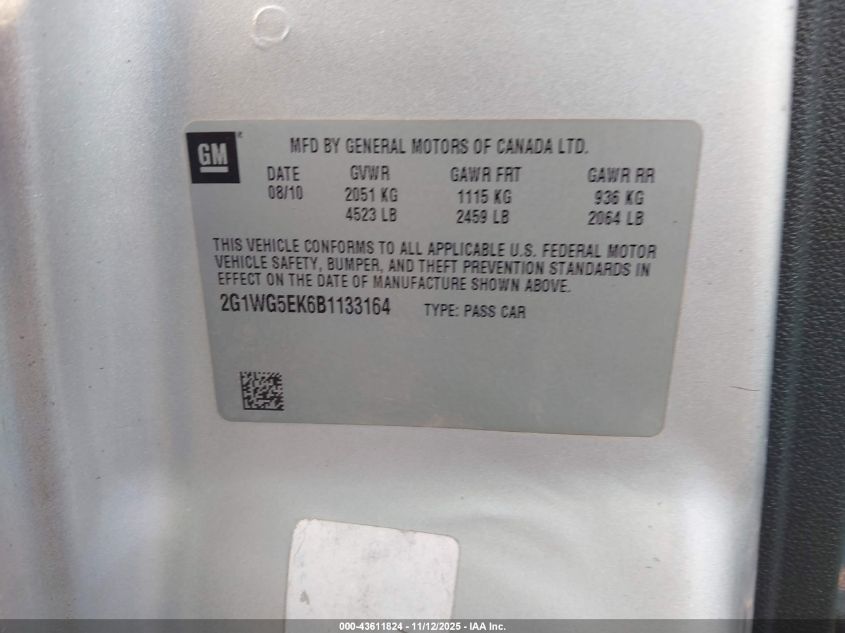 GM
MFD BY GENERAL MOTORS OF CANADA LTD.
DATE GVWR GAWR FRT GAWR RR
08/10 2051 KG 1115 KG 936 KG
4523 LB 2459 LB 2064 LB
THIS VEHICLE CONFORMS TO ALL APPLICABLE U.S. FEDERAL MOTOR
VEHICLE SAFETY, BUMPER, AND THEFT PREVENTION STANDARDS IN
EFFECT ON THE DATE OF MANUFACTURE SHOWN ABOVE.
2G1WG5EK6B1133164 TYPE: PASS CAR
000-43611824 - 11/12/2025 - IAA Inc.